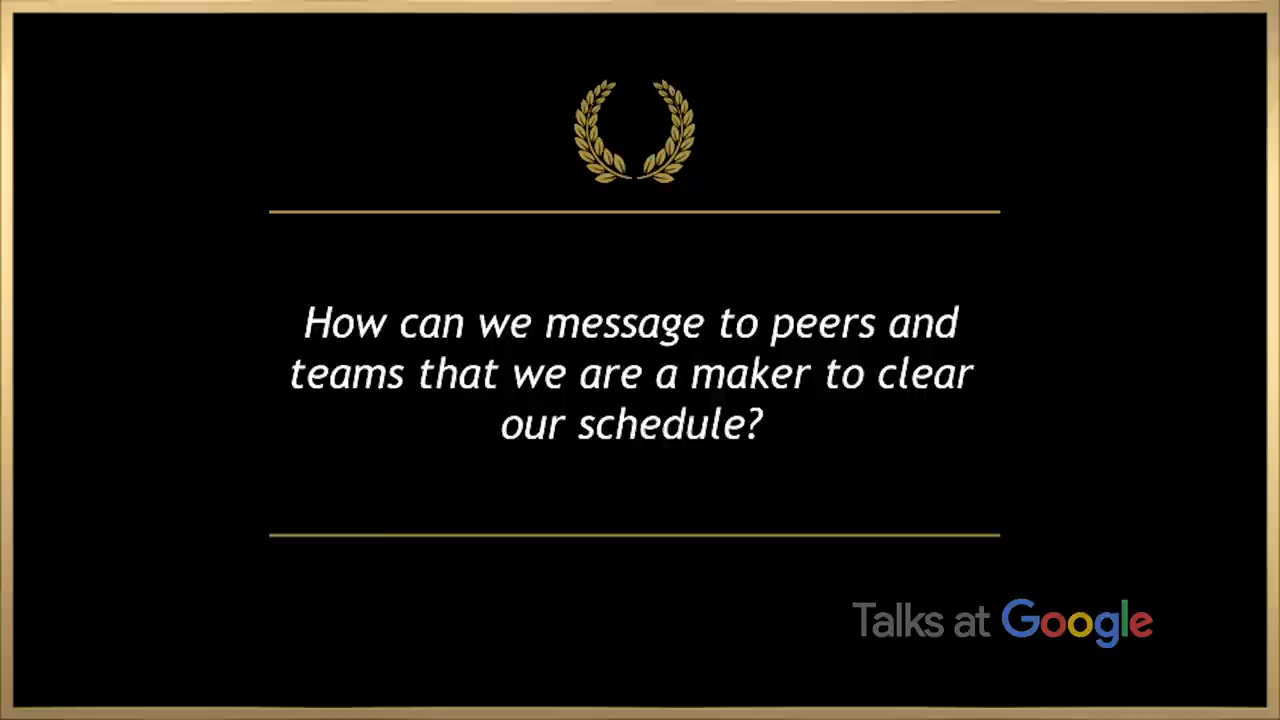 How can we message to peers and
teams that we are a maker to clear
our schedule?
Talks at Google